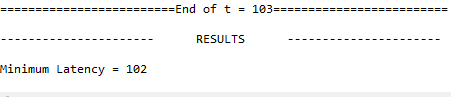 =========================End of t = 103=========================
----------------------      RESULTS      ----------------------
Minimum Latency = 102